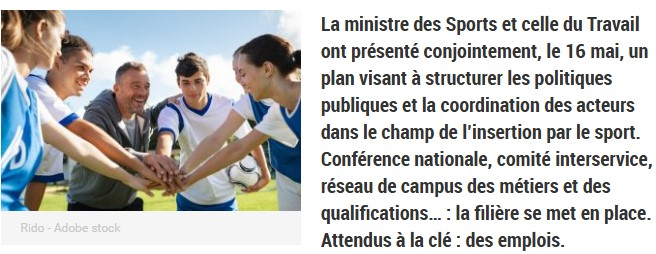 La ministre des Sports et celle du Travail
ont présenté conjointement, le 16 mai, un
plan visant à structurer les politiques
publiques et la coordination des acteurs
dans le champ de l'insertion par le sport.
Conférence nationale, comité interservice,
réseau de campus des métiers et des
qualifications… : la filière se met en place.
Attendus à la clé : des emplois.
Rido - Adobe stock